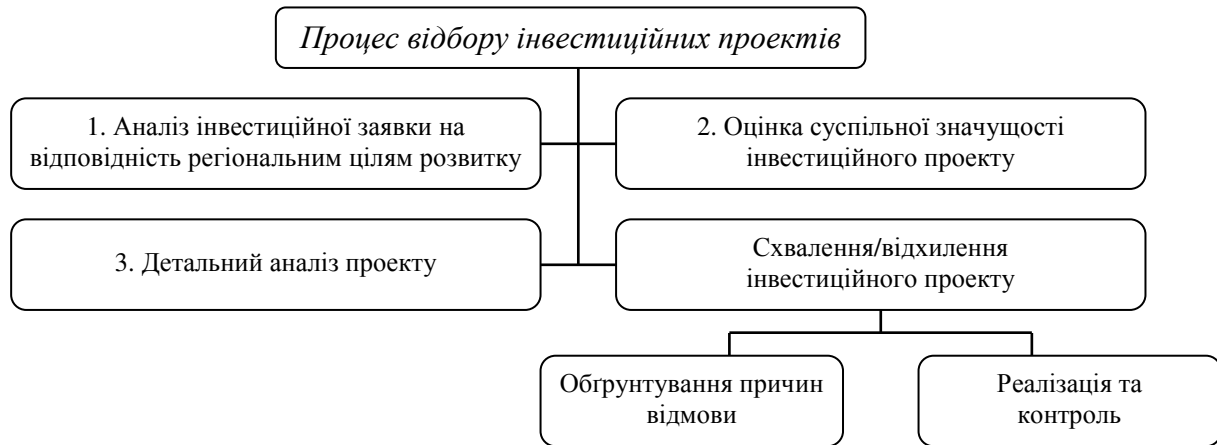 Процес відбору інвестиційних проектів
1. Аналіз інвестиційної заявки на
відповідність регіональним цілям розвитку
2. Оцінка суспільної значущості
інвестиційного проекту
3. Детальний аналіз проекту
Схвалення/відхилення
інвестиційного проекту
Обґрунтування причин
відмови
Реалізація та
контроль